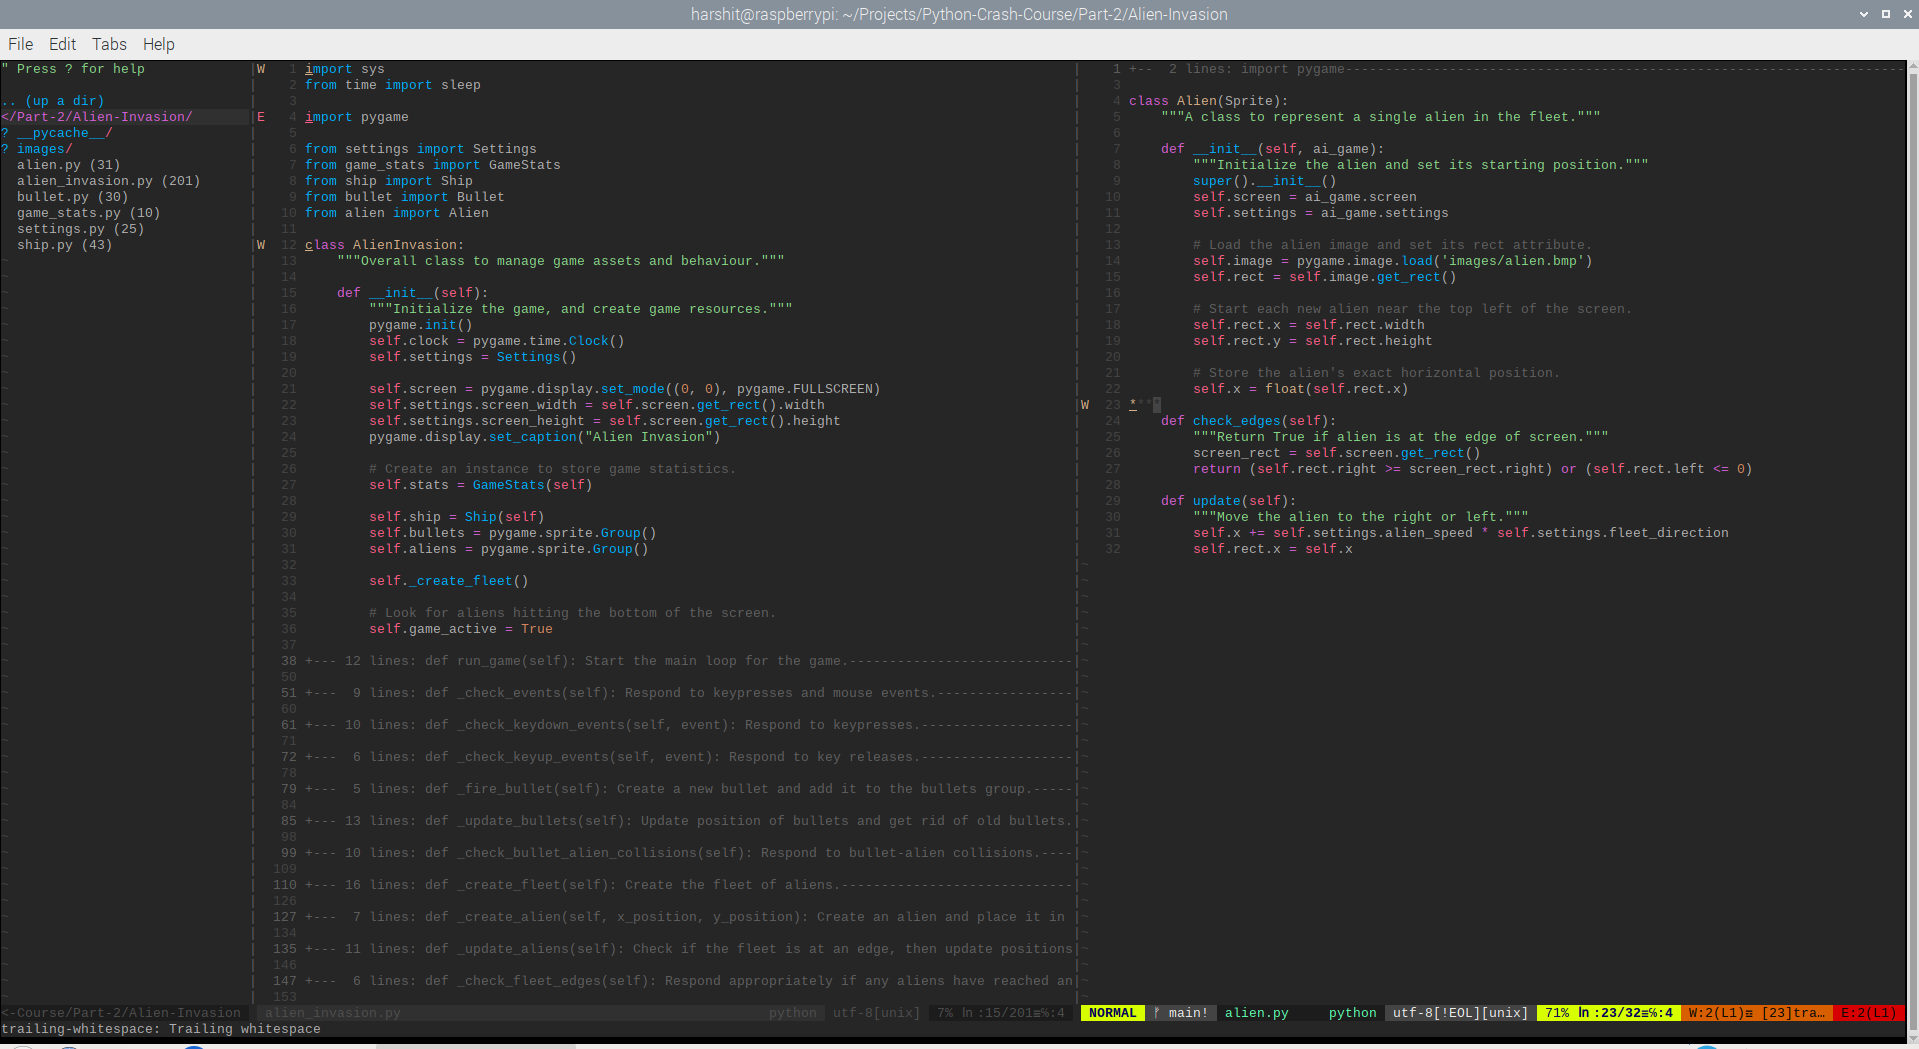 harshit@raspberrypi: ~/Projects/Python-Crash-Course/Part-2/Alien-Invasion
File Edit Tabs Help
" Press ? for help
.. (up a dir)
</Part-2/Alien-Invasion/
? __pycache__/
? images/
alien.py (31)
alien_invasion.py (201)
bullet.py (30)
game_stats.py (10)
settings.py (25)
ship.py (43)
<-Course/Part-2/Alien-Invasion
W 1 import sys
2 from time import sleep
3
E 4 import pygame
5
6 from settings import Settings
7 from game_stats import GameStats
8 from ship import Ship
9 from bullet import Bullet
10 from alien import Alien
11
W 12 class AlienInvasion:
13 """Overall class to manage game assets and behaviour."""
14
15 def __init__(self):
16 """Initialize the game, and create game resources."""
17 pygame.init()
18 self.clock = pygame.time.Clock()
19 self.settings = Settings()
20
21 self.screen = pygame.display.set_mode((0, 0), pygame.FULLSCREEN)
22 self.settings.screen_width = self.screen.get_rect().width
23 self.settings.screen_height = self.screen.get_rect().height
24 pygame.display.set_caption("Alien Invasion")
25
26 # Create an instance to store game statistics.
27 self.stats = GameStats(self)
28
29 self.ship = Ship(self)
30 self.bullets = pygame.sprite.Group()
31 self.aliens = pygame.sprite.Group()
32
33 self._create_fleet()
34
35 # Look for aliens hitting the bottom of the screen.
36 self.game_active = True
37
38 +--- 12 lines: def run_game(self): Start the main loop for the game.----------------------------
50
51 +---  9 lines: def _check_events(self): Respond to keypresses and mouse events.-----------------
60
61 +--- 10 lines: def _check_keydown_events(self, event): Respond to keypresses.-------------------
71
72 +---  6 lines: def _check_keyup_events(self, event): Respond to key releases.-------------------
78
79 +---  5 lines: def _fire_bullet(self): Create a new bullet and add it to the bullets group.-----
84
85 +--- 13 lines: def _update_bullets(self): Update position of bullets and get rid of old bullets.
98
99 +--- 10 lines: def _check_bullet_alien_collisions(self): Respond to bullet-alien collisions.----
109
110 +--- 16 lines: def _create_fleet(self): Create the fleet of aliens.-----------------------------
126
127 +---  7 lines: def _create_alien(self, x_position, y_position): Create an alien and place it in
134
135 +--- 11 lines: def _update_aliens(self): Check if the fleet is at an edge, then update positions
146
147 +---  6 lines: def _check_fleet_edges(self): Respond appropriately if any aliens have reached an
153
alien_invasion.py python utf-8[unix] 7% ln :15/201≡℅:4
1 +--  2 lines: import pygame----------------------------------------------------------------------
3
4 class Alien(Sprite):
5 """A class to represent a single alien in the fleet."""
6
7 def __init__(self, ai_game):
8 """Initialize the alien and set its starting position."""
9 super().__init__()
10 self.screen = ai_game.screen
11 self.settings = ai_game.settings
12
13 # Load the alien image and set its rect attribute.
14 self.image = pygame.image.load('images/alien.bmp')
15 self.rect = self.image.get_rect()
16
17 # Start each new alien near the top left of the screen.
18 self.rect.x = self.rect.width
19 self.rect.y = self.rect.height
20
21 # Store the alien's exact horizontal position.
22 self.x = float(self.rect.x)
W 23 ****
24 def check_edges(self):
25 """Return True if alien is at the edge of screen."""
26 screen_rect = self.screen.get_rect()
27 return (self.rect.right >= screen_rect.right) or (self.rect.left <= 0)
28
29 def update(self):
30 """Move the alien to the right or left."""
31 self.x += self.settings.alien_speed * self.settings.fleet_direction
32 self.rect.x = self.x
NORMAL main! alien.py python utf-8[!EOL][unix] 71% ln :23/32≡℅:4 W:2(L1)≡ [23]tra… E:2(L1)
trailing-whitespace: Trailing whitespace